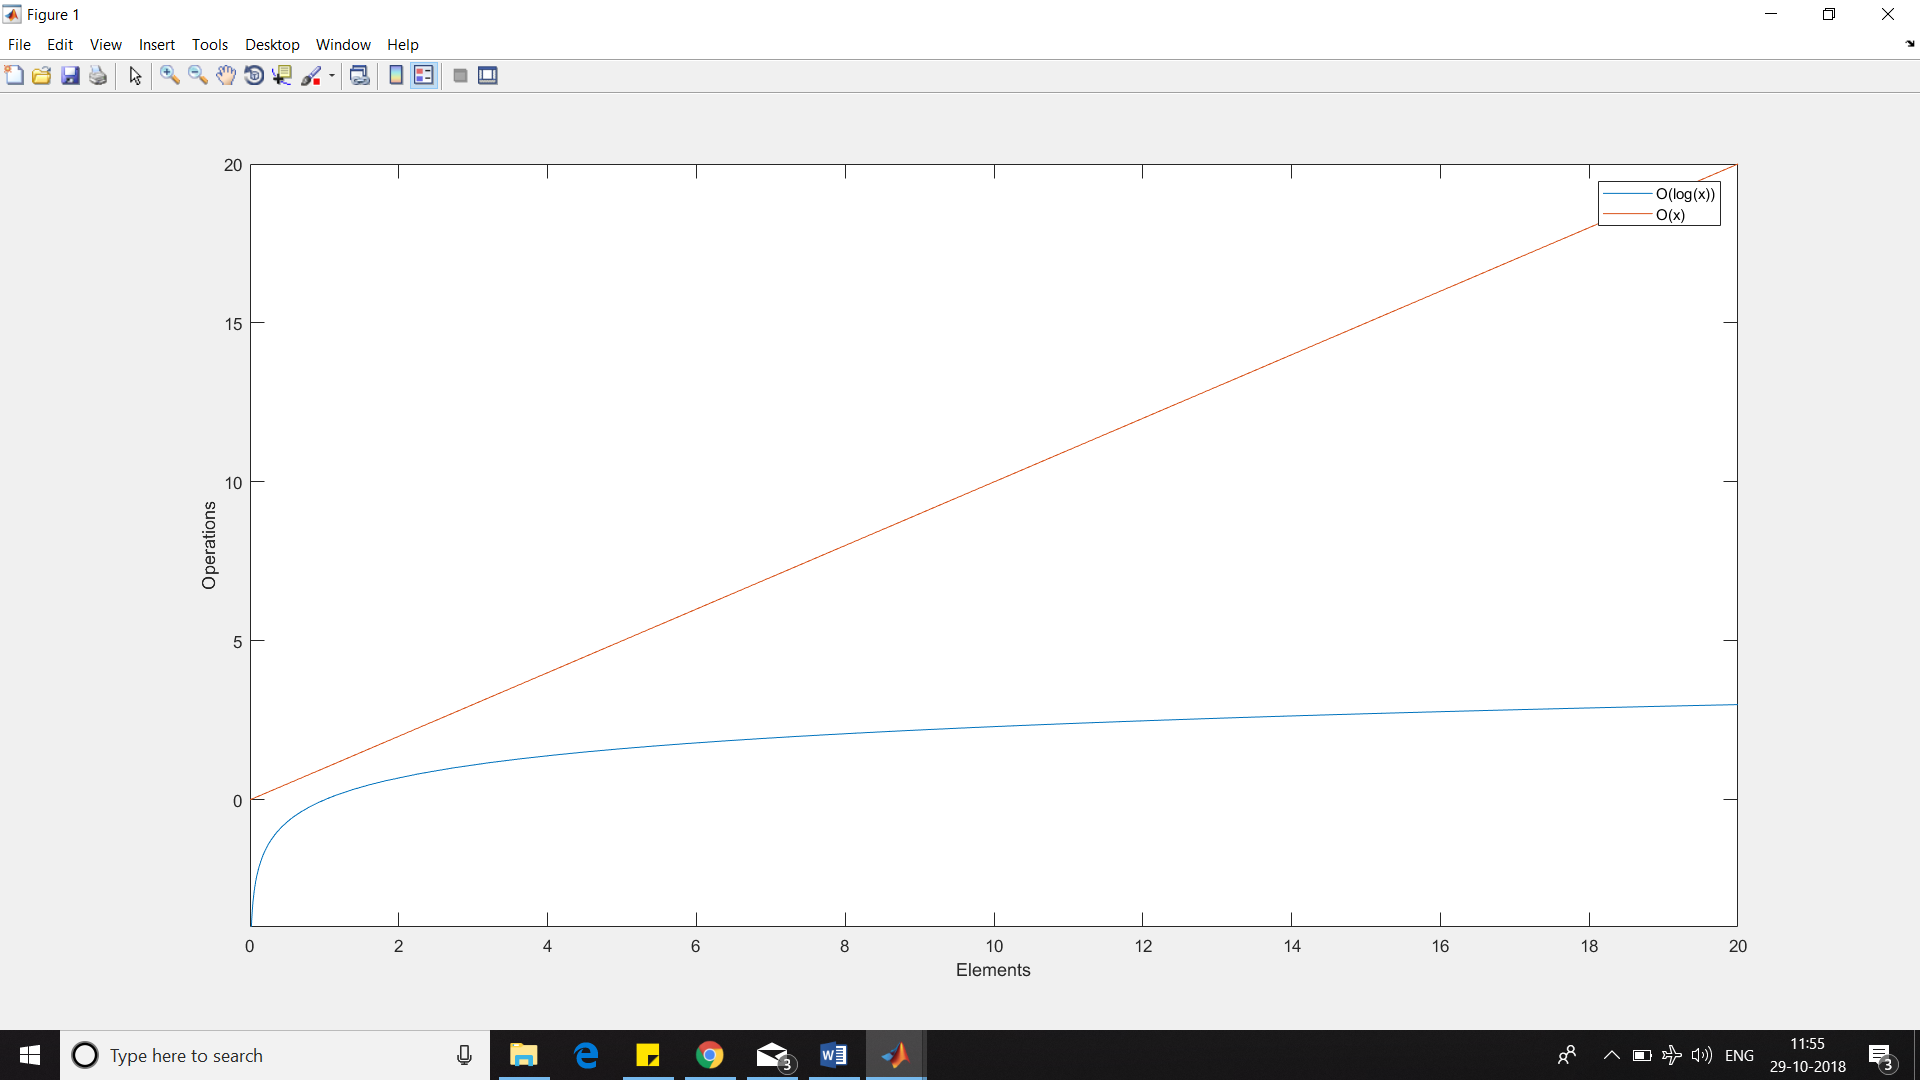 Figure 1
File Edit View Insert Tools Desktop Window Help
20
15
10
5
0
Operations
O(log(x))
O(x)
0 2 4 6 8 10 12 14 16 18 20
Elements
Type here to search
3
W
ENG
11:55
29-10-2018
3